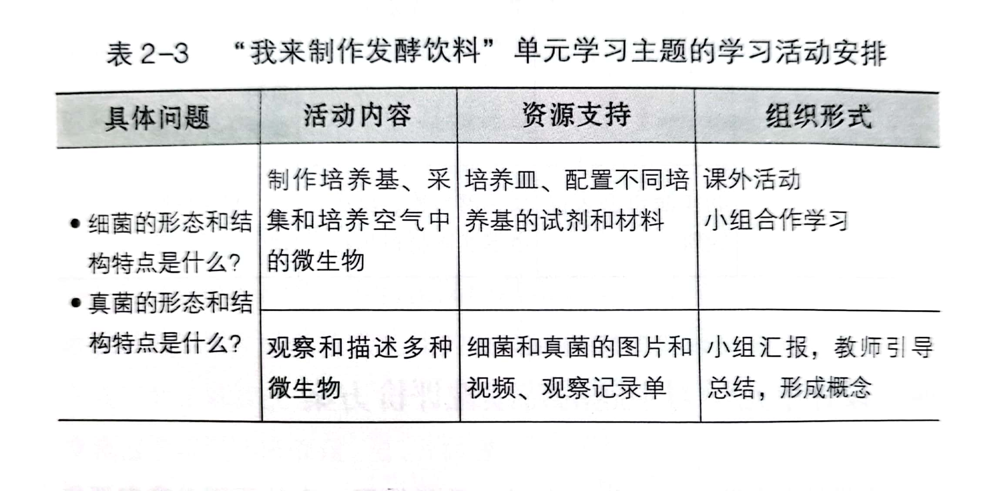 表2-3 “我来制作发酵饮料” 单元学习主题的学习活动安排
具体问题 活动内容 资源支持 组织形式
• 细菌的形态和结
构特点是什么?
• 真菌的形态和结
构特点是什么?
制作培养基、采
集和培养空气中
的微生物
培养皿、配置不同培
养基的试剂和材料
课外活动
小组合作学习
观察和描述多种
微生物
细菌和真菌的图片和
视频、观察记录单
小组汇报，教师引导
总结，形成概念